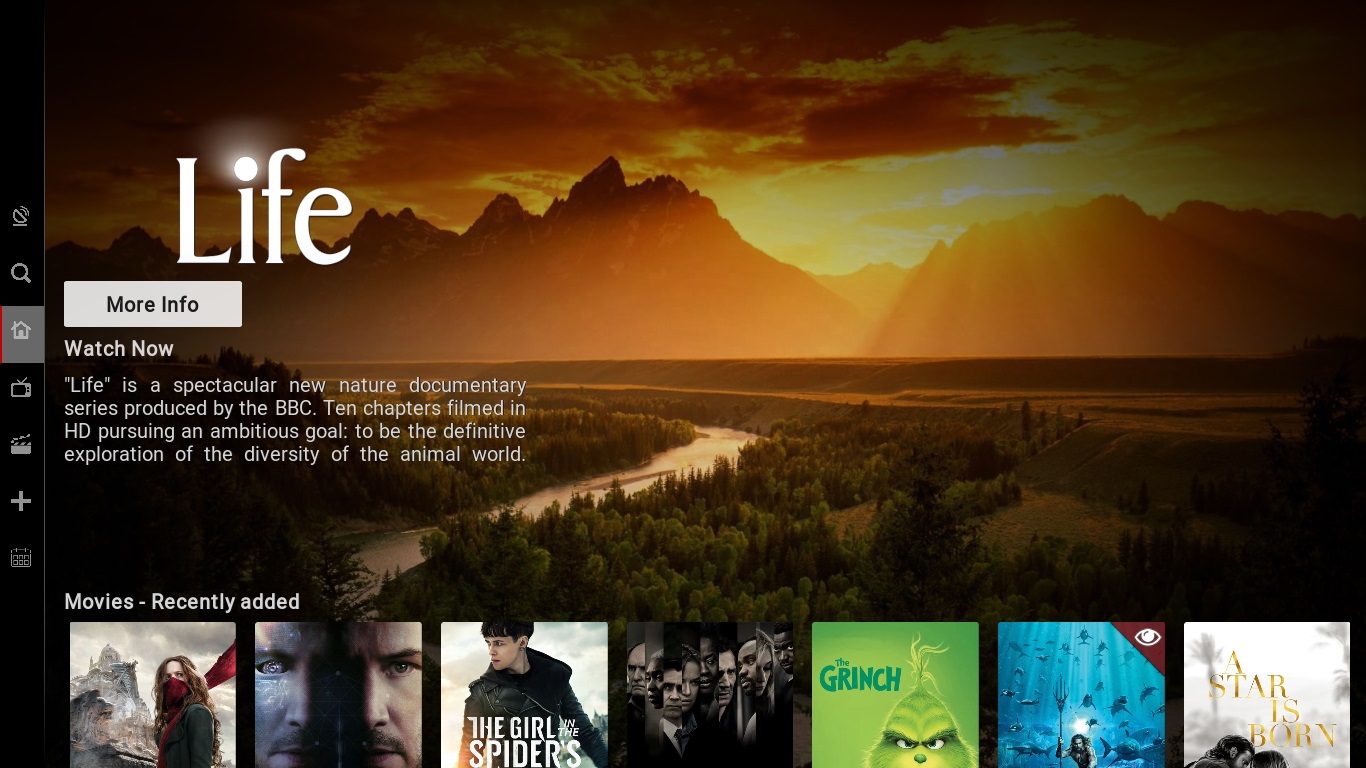 Life
More Info
Watch Now
"Life" is a spectacular new nature documentary
series produced by the BBC. Ten chapters filmed in
HD pursuing an ambitious goal: to be the definitive
exploration of the diversity of the animal world.
Movies - Recently added
THE GIRL IN THE
SPIDER'S
The
GRINCH
A
STAR
IS
BORN